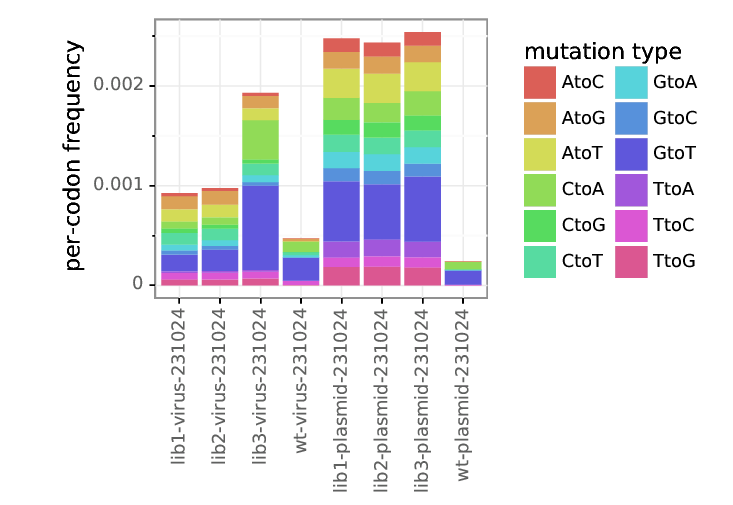 per-codon frequency
0.002
0.001
0
lib1-virus-231024
lib2-virus-231024
lib3-virus-231024
wt-virus-231024
lib1-plasmid-231024
lib2-plasmid-231024
lib3-plasmid-231024
wt-plasmid-231024
mutation type
AtoC
AtoG
AtoT
CtoA
CtoG
CtoT
GtoA
GtoC
GtoT
TtoA
TtoC
TtoG